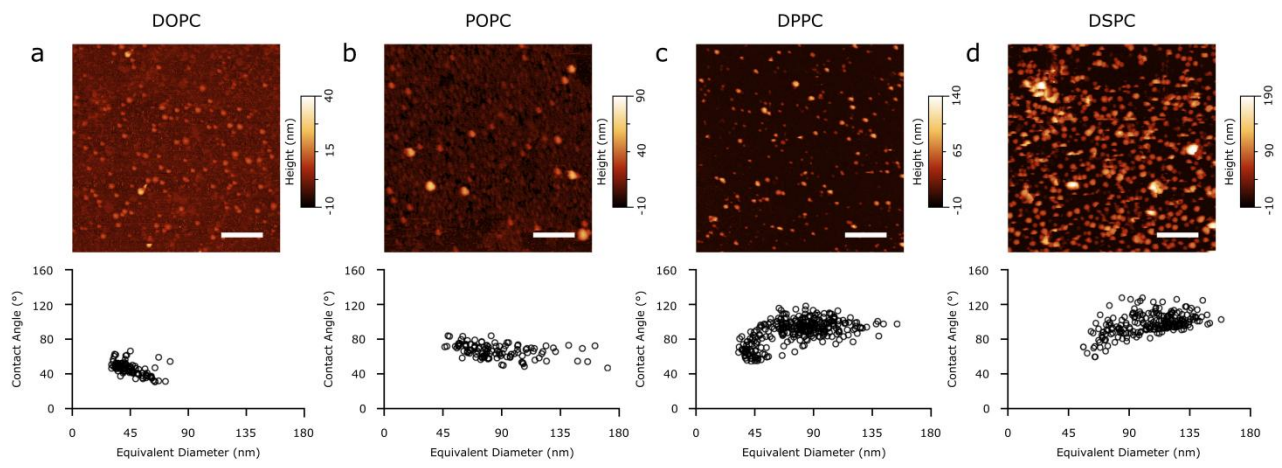 DOPC
POPC
DPPC
DSPC
a
b
c
d
40
15
-10
Height (nm)
90
40
-10
Height (nm)
140
65
-10
Height (nm)
190
90
-10
Height (nm)
160
120
80
40
0
Contact Angle (°)
0 45 90 135 180
Equivalent Diameter (nm)
160
120
80
40
0
Contact Angle (°)
0 45 90 135 180
Equivalent Diameter (nm)
160
120
80
40
0
Contact Angle (°)
0 45 90 135 180
Equivalent Diameter (nm)
160
120
80
40
0
Contact Angle (°)
0 45 90 135 180
Equivalent Diameter (nm)